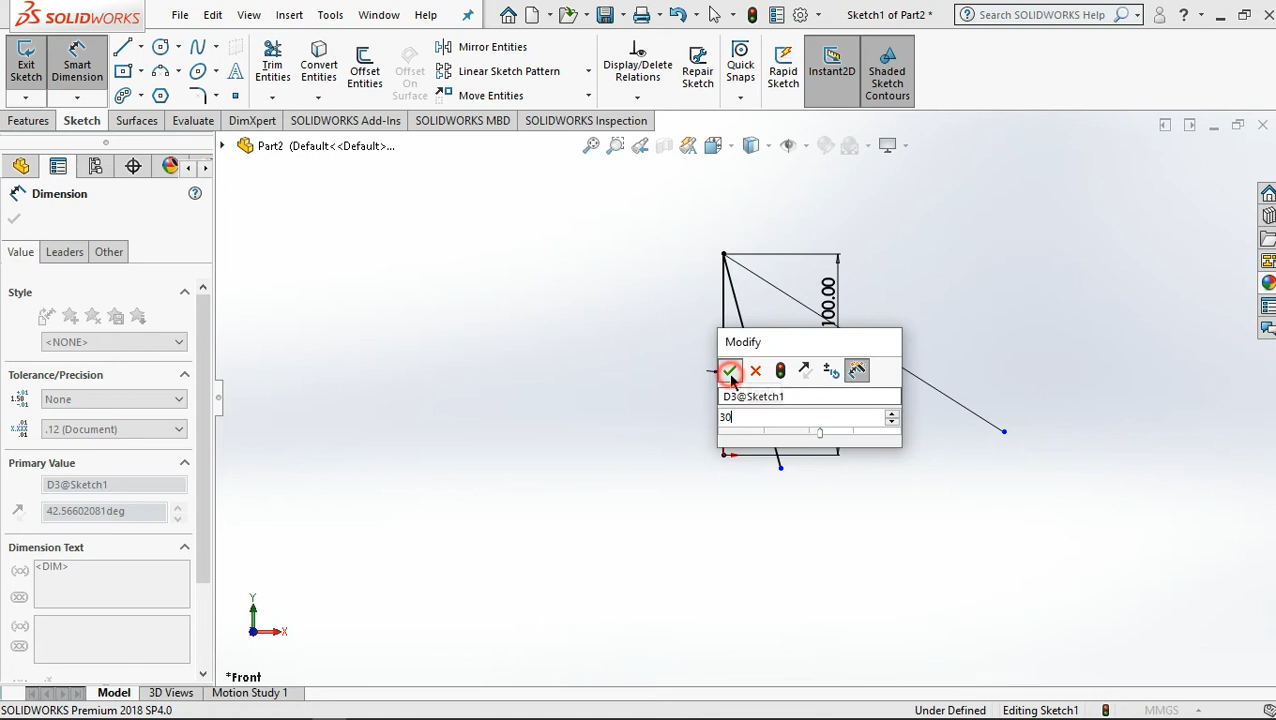 SOLIDWORKS File Edit View Insert Tools Window Help Sketch1 of Part2 * Search SOLIDWORKS Help ?
Exit Sketch
Smart Dimension
Trim Entities
Convert Entities
Offset Entities
Offset On Surface
Mirror Entities
Linear Sketch Pattern
Move Entities
Display/Delete Relations
Repair Sketch
Quick Snaps
Rapid Sketch
Instant2D
Shaded Sketch Contours
Features Sketch Surfaces Evaluate DimXpert SOLIDWORKS Add-Ins SOLIDWORKS MBD SOLIDWORKS Inspection
Part2 (Default<<Default>...
Dimension
Value Leaders Other
Style
<NONE>
Tolerance/Precision
None
.12 (Document)
Primary Value
D3@Sketch1
42.56602081deg
Dimension Text
<DIM>
100.00
Modify
D3@Sketch1
30
Y
X
*Front
Model 3D Views Motion Study 1
SOLIDWORKS Premium 2018 SP4.0 Under Defined Editing Sketch1 MMGS